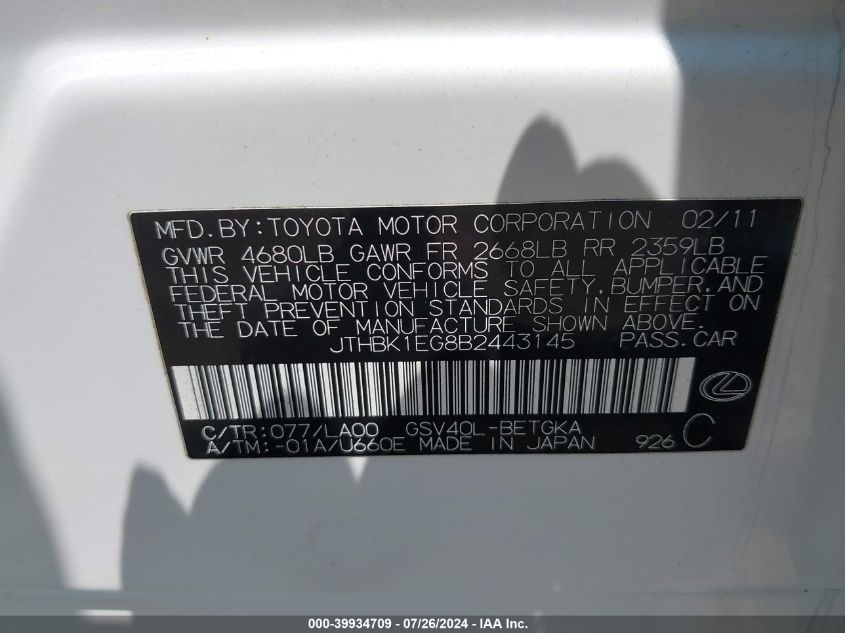 MFD.BY:TOYOTA MOTOR CORPORATION 02/11
GVWR 4680LB GAWR FR 2668LB RR 2359LB
THIS VEHICLE CONFORMS TO ALL APPLICABLE
FEDERAL MOTOR VEHICLE SAFETY,BUMPER,AND
THEFT PREVENTION STANDARDS IN EFFECT ON
THE DATE OF MANUFACTURE SHOWN ABOVE.
JTHBK1EG8B2443145 PASS.CAR
C/TR:077/LA00 GSV40L-BETGKA
A/TM:-01A/U660E MADE IN JAPAN 926 C
000-39934709 / 07/26/2024 - IAA Inc.